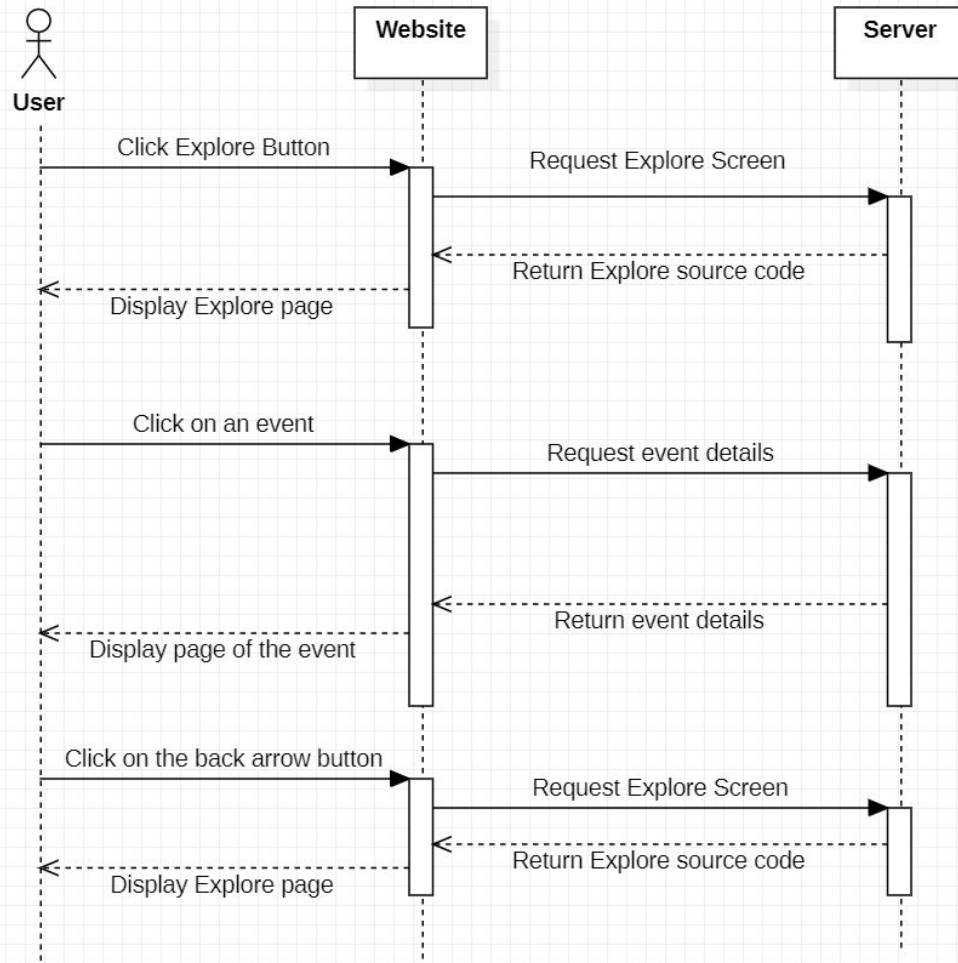 Website
Server
User
Click Explore Button
Request Explore Screen
Return Explore source code
Display Explore page
Click on an event
Request event details
Return event details
Display page of the event
Click on the back arrow button
Request Explore Screen
Return Explore source code
Display Explore page